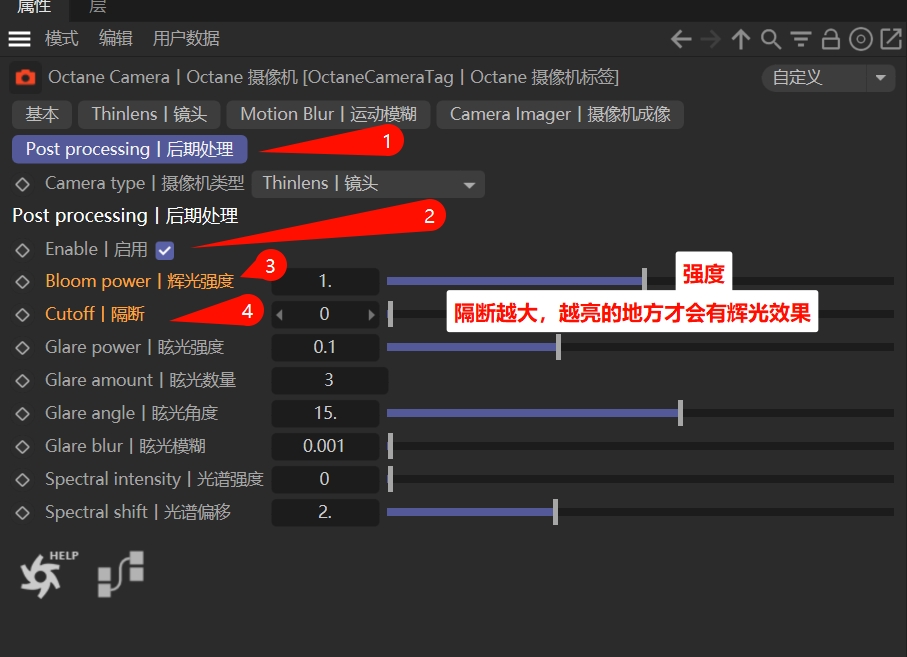 属性 层
模式 编辑 用户数据
Octane Camera | Octane 摄像机 [OctaneCameraTag | Octane 摄像机标签] 自定义
基本 Thinlens | 镜头 Motion Blur | 运动模糊 Camera Imager | 摄像机成像
Post processing | 后期处理 1
Camera type | 摄像机类型 Thinlens | 镜头
Post processing | 后期处理 2
Enable | 启用
Bloom power | 辉光强度 3 1. 强度
Cutoff | 隔断 4 0 隔断越大，越亮的地方才会有辉光效果
Glare power | 眩光强度 0.1
Glare amount | 眩光数量 3
Glare angle | 眩光角度 15.
Glare blur | 眩光模糊 0.001
Spectral intensity | 光谱强度 0
Spectral shift | 光谱偏移 2.
HELP